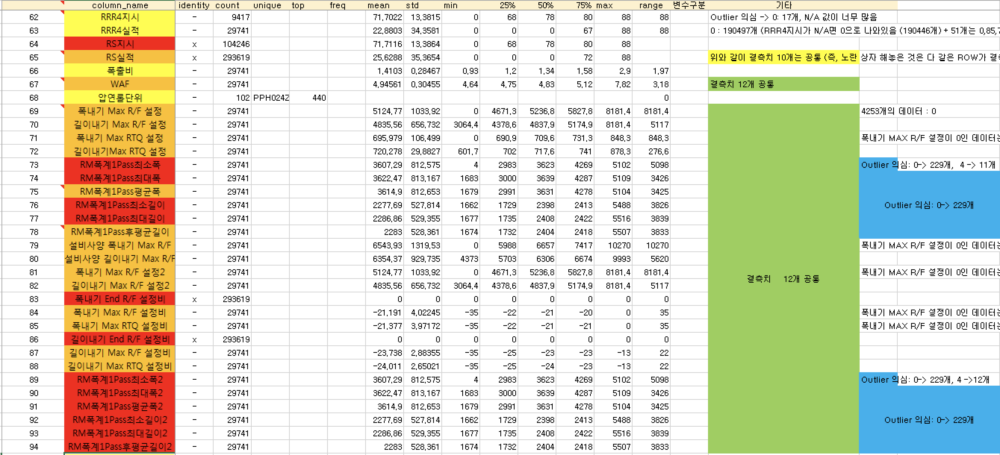 column_name identity count unique top freq mean std min 25% 50% 75% max range 변수구분 기타
62 RRR4지시 - 9417 71,7022 13,3815 0 68 78 80 88 88 Outlier 의심 -> 0: 17개, N/A 값이 너무 많음
63 RRR4실적 - 29741 22,8803 34,3581 0 0 0 67 88 88 0 : 190497개 (RRR4지시가 N/A면 0으로 나와있음 (190446개) + 51개는 0,85,7
64 RS지시 x 104246 71,7116 13,3864 0 68 78 80 88
65 RS실적 x 293619 25,6288 35,3654 0 0 0 72 88 위와 같이 결측치 10개는 공통 (즉, 노란 상자 해놓은 것은 다 같은 ROW가 결측
66 폭출비 - 29741 1,4103 0,28467 0,93 1,2 1,34 1,58 2,9 1,97
67 WAF - 29741 4,94561 0,30455 4,64 4,75 4,83 5,12 7,82 3,18 결측치 12개 공통
68 압연롤단위 - 102 PPH024Z 440 0
69 폭내기 Max R/F 설정 - 29741 5124,77 1033,92 0 4671,3 5236,8 5827,8 8181,4 8181,4 4253개의 데이터 : 0
70 길이내기 Max R/F 설정 - 29741 4835,56 656,732 3064,4 4378,6 4837,9 5174,9 8181,4 5117
71 폭내기 Max RTQ 설정 - 29741 695,979 106,499 0 690,9 709,6 731,3 848,3 848,3 폭내기 MAX R/F 설정이 0인 데이터는
72 길이내기Max RTQ 설정 - 29741 720,278 29,8827 601,7 702 717,6 741 878,3 276,6
73 RM폭계1Pass최소폭 - 29741 3607,29 812,575 4 2983 3623 4269 5102 5098 Outlier 의심: 0-> 229개, 4 -> 11개
74 RM폭계1Pass최대폭 - 29741 3622,47 813,167 1683 3000 3639 4287 5109 3426
75 RM폭계1Pass평균폭 - 29741 3614,9 812,653 1679 2991 3631 4278 5104 3425
76 RM폭계1Pass최소길이 - 29741 2277,69 527,814 1662 1729 2398 2413 5488 3826 Outlier 의심: 0-> 229개
77 RM폭계1Pass최대길이 - 29741 2286,86 529,355 1677 1735 2408 2422 5516 3839
78 RM폭계1Pass후평균길이 - 29741 2283 528,361 1674 1732 2404 2418 5507 3833
79 설비사양 폭내기 Max R/F - 29741 6543,93 1319,53 0 5988 6657 7417 10270 10270 폭내기 MAX R/F 설정이 0인 데이터는
80 설비사양 길이내기 Max R/F - 29741 6354,37 929,735 4373 5703 6306 6674 9993 5620
81 폭내기 Max R/F 설정2 - 29741 5124,77 1033,92 0 4671,3 5236,8 5827,8 8181,4 8181,4 폭내기 MAX R/F 설정이 0인 데이터는
82 길이내기 Max R/F 설정2 - 29741 4835,56 656,732 3064,4 4378,6 4837,9 5174,9 8181,4 5117 결측치 12개 공통
83 폭내기 End R/F 설정비 x 293619 0 0 0 0 0 0 0 0
84 폭내기 Max R/F 설정비 - 29741 -21,191 4,02245 -35 -22 -21 -20 0 35 폭내기 MAX R/F 설정이 0인 데이터는
85 폭내기 Max RTQ 설정비 - 29741 -21,377 3,97172 -35 -22 -21 -21 0 35 폭내기 MAX R/F 설정이 0인 데이터는
86 길이내기 End R/F 설정비 x 293619 0 0 0 0 0 0 0 0
87 길이내기 Max R/F 설정비 - 29741 -23,738 2,88355 -35 -25 -23 -23 -13 22
88 길이내기 Max RTQ 설정비 - 29741 -24,011 2,65021 -35 -25 -24 -23 -13 22
89 RM폭계1Pass최소폭2 - 29741 3607,29 812,575 4 2983 3623 4269 5102 5098 Outlier 의심: 0-> 229개, 4 ->12개
90 RM폭계1Pass최대폭2 - 29741 3622,47 813,167 1683 3000 3639 4287 5109 3426
91 RM폭계1Pass평균폭2 - 29741 3614,9 812,653 1679 2991 3631 4278 5104 3425
92 RM폭계1Pass최소길이2 - 29741 2277,69 527,814 1662 1729 2398 2413 5488 3826 Outlier 의심: 0-> 229개
93 RM폭계1Pass최대길이2 - 29741 2286,86 529,355 1677 1735 2408 2422 5516 3839
94 RM폭계1Pass후평균길이2 - 29741 2283 528,361 1674 1732 2404 2418 5507 3833